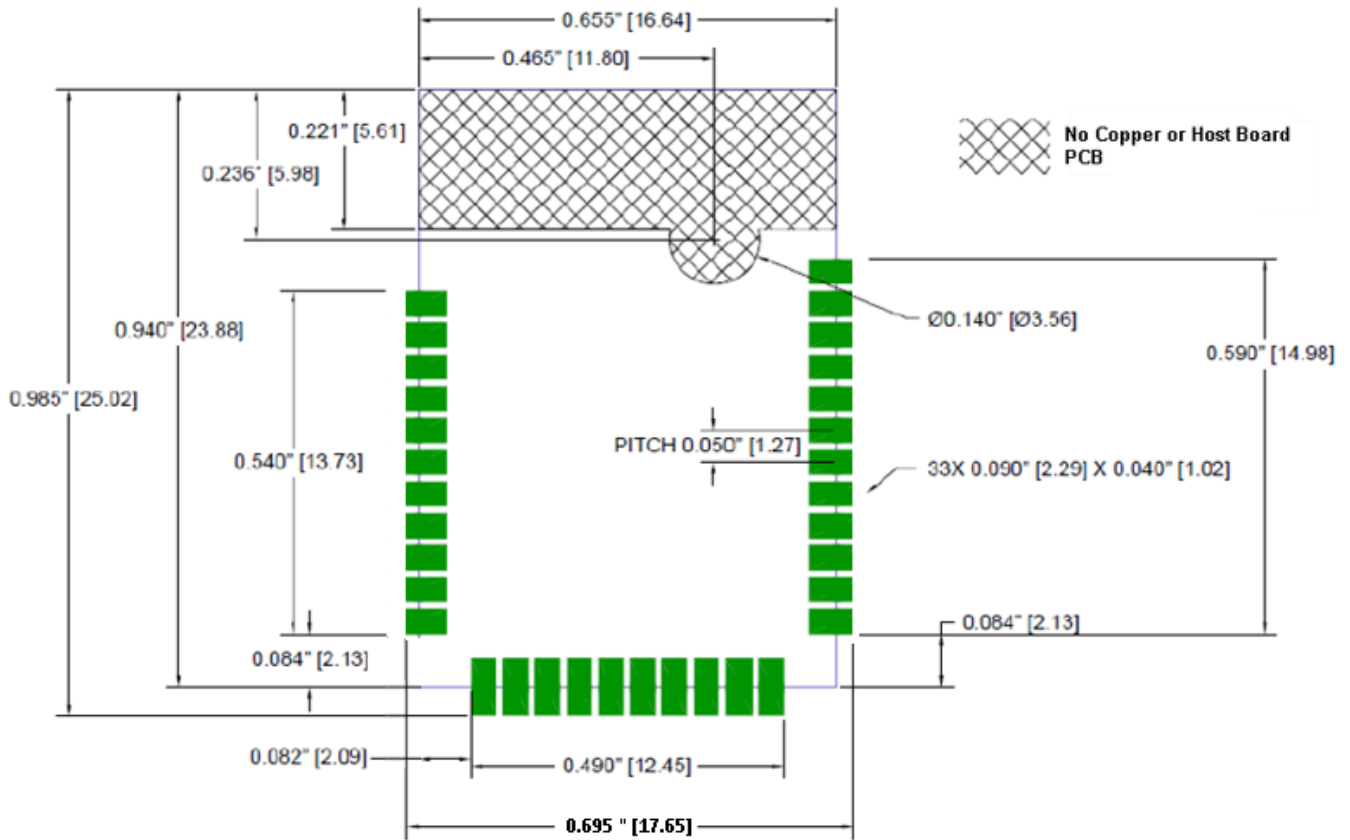 0.655" [16.64]
0.465" [11.80]
0.221" [5.61]
No Copper or Host Board
PCB
0.236" [5.98]
Ø0.140" [Ø3.56]
0.940" [23.88]
0.590" [14.98]
0.985" [25.02]
PITCH 0.050" [1.27]
0.540" [13.73]
33X 0.090" [2.29] X 0.040" [1.02]
0.084" [2.13]
0.084" [2.13]
0.082" [2.09]
0.490" [12.45]
0.695 " [17.65]